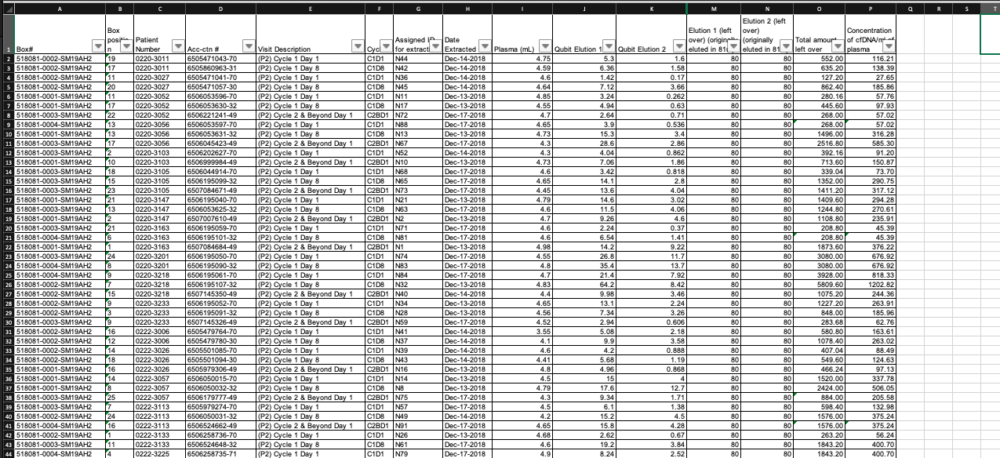 A B C D E F G H I J K M N O P Q R S T
Elution 2 (left
Box Elution 1 (left over) Concentration
positio Patient Assigned ID Date over) (originally (originally Total amount of cfDNA/mL of
1 Box# n Number Acc-ctn # Visit Description Cyc for extract Extracted Plasma (mL) Qubit Elution 1 Qubit Elution 2 eluted in 81 eluted in 81 left over plasma
2 518081-0002-SM19AH2 19 0220-3011 6505471043-70 (P2) Cycle 1 Day 1 C1D1 N44 Dec-14-2018 4.75 5.3 1.6 80 80 552.00 116.21
3 518081-0002-SM19AH2 17 0220-3011 6505860963-31 (P2) Cycle 1 Day 8 C1D8 N42 Dec-14-2018 4.59 6.36 1.58 80 80 635.20 138.39
4 518081-0002-SM19AH2 11 0220-3027 6505471041-70 (P2) Cycle 1 Day 1 C1D1 N36 Dec-14-2018 4.6 1.42 0.17 80 80 127.20 27.65
5 518081-0002-SM19AH2 20 0220-3027 6505471057-30 (P2) Cycle 1 Day 8 C1D8 N45 Dec-14-2018 4.64 7.12 3.66 80 80 862.40 185.86
6 518081-0001-SM19AH2 11 0220-3052 6506053596-70 (P2) Cycle 1 Day 1 C1D1 N11 Dec-13-2018 4.85 3.24 0.262 80 80 280.16 57.76
7 518081-0001-SM19AH2 17 0220-3052 6506053630-32 (P2) Cycle 1 Day 8 C1D8 N17 Dec-13-2018 4.55 4.94 0.63 80 80 445.60 97.93
8 518081-0003-SM19AH2 22 0220-3052 6506221241-49 (P2) Cycle 2 & Beyond Day 1 C2BD1 N72 Dec-17-2018 4.7 2.64 0.71 80 80 268.00 57.02
9 518081-0004-SM19AH2 13 0220-3056 6506053597-70 (P2) Cycle 1 Day 1 C1D1 N88 Dec-17-2018 4.65 3.9 0.536 80 80 268.00 57.02
10 518081-0001-SM19AH2 13 0220-3056 6506053631-32 (P2) Cycle 1 Day 8 C1D8 N13 Dec-13-2018 4.73 15.3 3.4 80 80 1496.00 316.28
11 518081-0003-SM19AH2 17 0220-3056 6506045423-49 (P2) Cycle 2 & Beyond Day 1 C2BD1 N67 Dec-17-2018 4.3 28.6 2.86 80 80 2516.80 585.30
12 518081-0003-SM19AH2 2 0220-3103 6506202627-70 (P2) Cycle 1 Day 1 C1D1 N52 Dec-14-2018 4.3 4.04 0.862 80 80 392.16 91.20
13 518081-0001-SM19AH2 10 0220-3103 6506999984-49 (P2) Cycle 2 & Beyond Day 1 C2BD1 N10 Dec-13-2018 4.73 7.06 1.86 80 80 713.60 150.87
14 518081-0003-SM19AH2 18 0220-3105 6506044914-70 (P2) Cycle 1 Day 1 C1D1 N68 Dec-17-2018 4.6 3.42 0.818 80 80 339.04 73.70
15 518081-0003-SM19AH2 15 0220-3105 6506195099-32 (P2) Cycle 1 Day 8 C1D8 N65 Dec-17-2018 4.65 14.1 2.8 80 80 1352.00 290.75
16 518081-0003-SM19AH2 23 0220-3105 6507084671-49 (P2) Cycle 2 & Beyond Day 1 C2BD1 N73 Dec-17-2018 4.45 13.6 4.04 80 80 1411.20 317.12
17 518081-0001-SM19AH2 21 0220-3147 6506195040-70 (P2) Cycle 1 Day 1 C1D1 N21 Dec-13-2018 4.79 14.6 3.02 80 80 1409.60 294.28
18 518081-0003-SM19AH2 13 0220-3147 6506053625-32 (P2) Cycle 1 Day 8 C1D8 N63 Dec-17-2018 4.6 11.5 4.06 80 80 1244.80 270.61
19 518081-0001-SM19AH2 2 0220-3147 6507007610-49 (P2) Cycle 2 & Beyond Day 1 C2BD1 N2 Dec-13-2018 4.7 9.26 4.6 80 80 1108.80 235.91
20 518081-0003-SM19AH2 21 0220-3163 6506195059-70 (P2) Cycle 1 Day 1 C1D1 N71 Dec-17-2018 4.6 2.24 0.37 80 80 208.80 45.39
21 518081-0004-SM19AH2 6 0220-3163 6506195101-32 (P2) Cycle 1 Day 8 C1D8 N81 Dec-17-2018 4.6 6.54 1.41 80 80 208.80 45.39
22 518081-0001-SM19AH2 1 0220-3163 6507084684-49 (P2) Cycle 2 & Beyond Day 1 C2BD1 N1 Dec-13-2018 4.98 14.2 9.22 80 80 1873.60 376.22
23 518081-0003-SM19AH2 24 0220-3201 6506195050-70 (P2) Cycle 1 Day 1 C1D1 N74 Dec-17-2018 4.55 26.8 11.7 80 80 3080.00 676.92
24 518081-0004-SM19AH2 8 0220-3201 6506195090-32 (P2) Cycle 1 Day 8 C1D8 N83 Dec-17-2018 4.8 35.4 13.7 80 80 3080.00 676.92
25 518081-0004-SM19AH2 9 0220-3218 6506195061-70 (P2) Cycle 1 Day 1 C1D1 N84 Dec-17-2018 4.7 21.4 7.92 80 80 3928.00 818.33
26 518081-0002-SM19AH2 7 0220-3218 6506195107-32 (P2) Cycle 1 Day 8 C1D8 N32 Dec-13-2018 4.83 64.2 8.42 80 80 5809.60 1202.82
27 518081-0002-SM19AH2 15 0220-3218 6507145350-49 (P2) Cycle 2 & Beyond Day 1 C2BD1 N40 Dec-14-2018 4.4 9.98 3.46 80 80 1075.20 244.36
28 518081-0002-SM19AH2 9 0220-3233 6506195052-70 (P2) Cycle 1 Day 1 C1D1 N34 Dec-14-2018 4.65 13.1 2.24 80 80 1227.20 263.91
29 518081-0002-SM19AH2 3 0220-3233 6506195091-32 (P2) Cycle 1 Day 8 C1D8 N28 Dec-13-2018 4.56 7.34 3.26 80 80 848.00 185.96
30 518081-0003-SM19AH2 9 0220-3233 6507145326-49 (P2) Cycle 2 & Beyond Day 1 C2BD1 N59 Dec-17-2018 4.52 2.94 0.606 80 80 283.68 62.76
31 518081-0002-SM19AH2 16 0222-3006 6505479764-70 (P2) Cycle 1 Day 1 C1D1 N41 Dec-17-2018 3.55 5.08 2.18 80 80 580.80 163.61
32 518081-0002-SM19AH2 12 0222-3006 6505479780-30 (P2) Cycle 1 Day 8 C1D8 N37 Dec-14-2018 4.1 9.9 3.58 80 80 1078.40 263.02
33 518081-0002-SM19AH2 14 0222-3026 6505501085-70 (P2) Cycle 1 Day 1 C1D1 N39 Dec-14-2018 4.6 4.2 0.888 80 80 407.04 88.49
34 518081-0002-SM19AH2 18 0222-3026 6505501094-30 (P2) Cycle 1 Day 8 C1D8 N43 Dec-14-2018 4.41 5.68 1.19 80 80 549.60 124.63
35 518081-0001-SM19AH2 16 0222-3026 6505979306-49 (P2) Cycle 2 & Beyond Day 1 C2BD1 N16 Dec-13-2018 4.8 4.96 0.868 80 80 466.24 97.13
36 518081-0001-SM19AH2 14 0222-3057 6506050015-70 (P2) Cycle 1 Day 1 C1D1 N14 Dec-13-2018 4.5 15 4 80 80 1520.00 337.78
37 518081-0001-SM19AH2 8 0222-3057 6506050032-32 (P2) Cycle 1 Day 8 C1D8 N8 Dec-13-2018 4.79 17.6 12.7 80 80 2424.00 506.05
38 518081-0003-SM19AH2 25 0222-3057 6506179777-49 (P2) Cycle 2 & Beyond Day 1 C2BD1 N75 Dec-17-2018 4.3 9.34 1.71 80 80 884.00 205.58
39 518081-0003-SM19AH2 7 0222-3113 6505979274-70 (P2) Cycle 1 Day 1 C1D1 N57 Dec-17-2018 4.5 6.1 1.38 80 80 598.40 132.98
40 518081-0002-SM19AH2 24 0222-3113 6506050031-32 (P2) Cycle 1 Day 8 C1D8 N49 Dec-14-2018 4.2 15.2 4.5 80 80 1576.00 375.24
41 518081-0004-SM19AH2 16 0222-3113 6506524662-49 (P2) Cycle 2 & Beyond Day 1 C2BD1 N91 Dec-17-2018 4.65 15.8 4.28 80 80 1576.00 375.24
42 518081-0002-SM19AH2 1 0222-3133 6506258736-70 (P2) Cycle 1 Day 1 C1D1 N26 Dec-13-2018 4.68 2.62 0.67 80 80 263.20 56.24
43 518081-0003-SM19AH2 11 0222-3133 6506524648-32 (P2) Cycle 1 Day 8 C1D8 N61 Dec-17-2018 4.6 19.2 3.84 80 80 1843.20 400.70
44 518081-0004-SM19AH2 4 0222-3225 6506258735-71 (P2) Cycle 1 Day 1 C1D1 N79 Dec-17-2018 4.9 8.24 2.52 80 80 1843.20 400.70